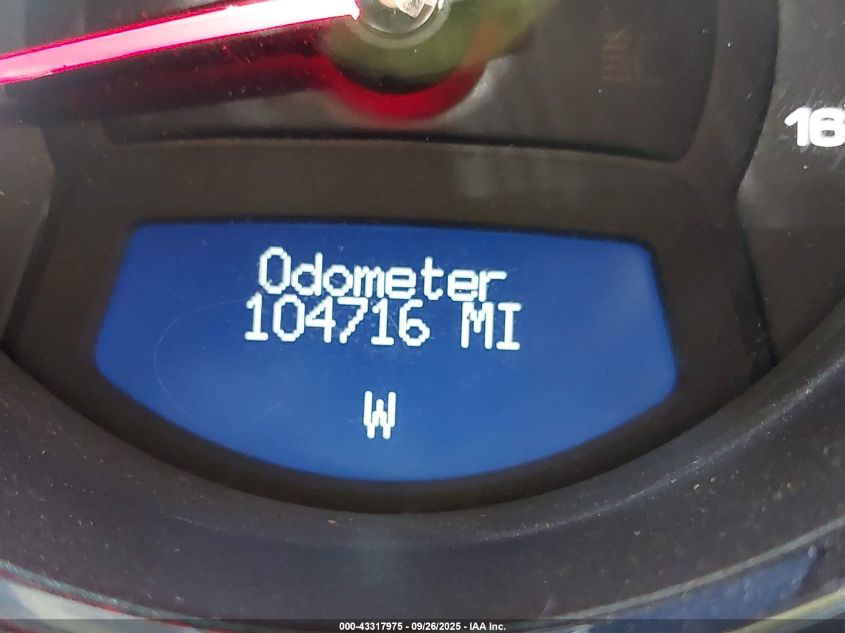 16
Odometer
104716 MI
W
000-43317975 - 09/26/2025 - IAA Inc.